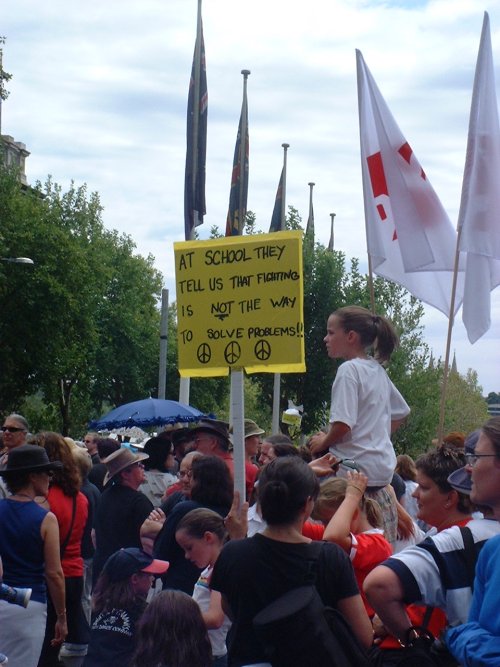 AT SCHOOL THEY
TELL US THAT FIGHTING
IS NOT THE WAY
TO SOLVE PROBLEMS!!